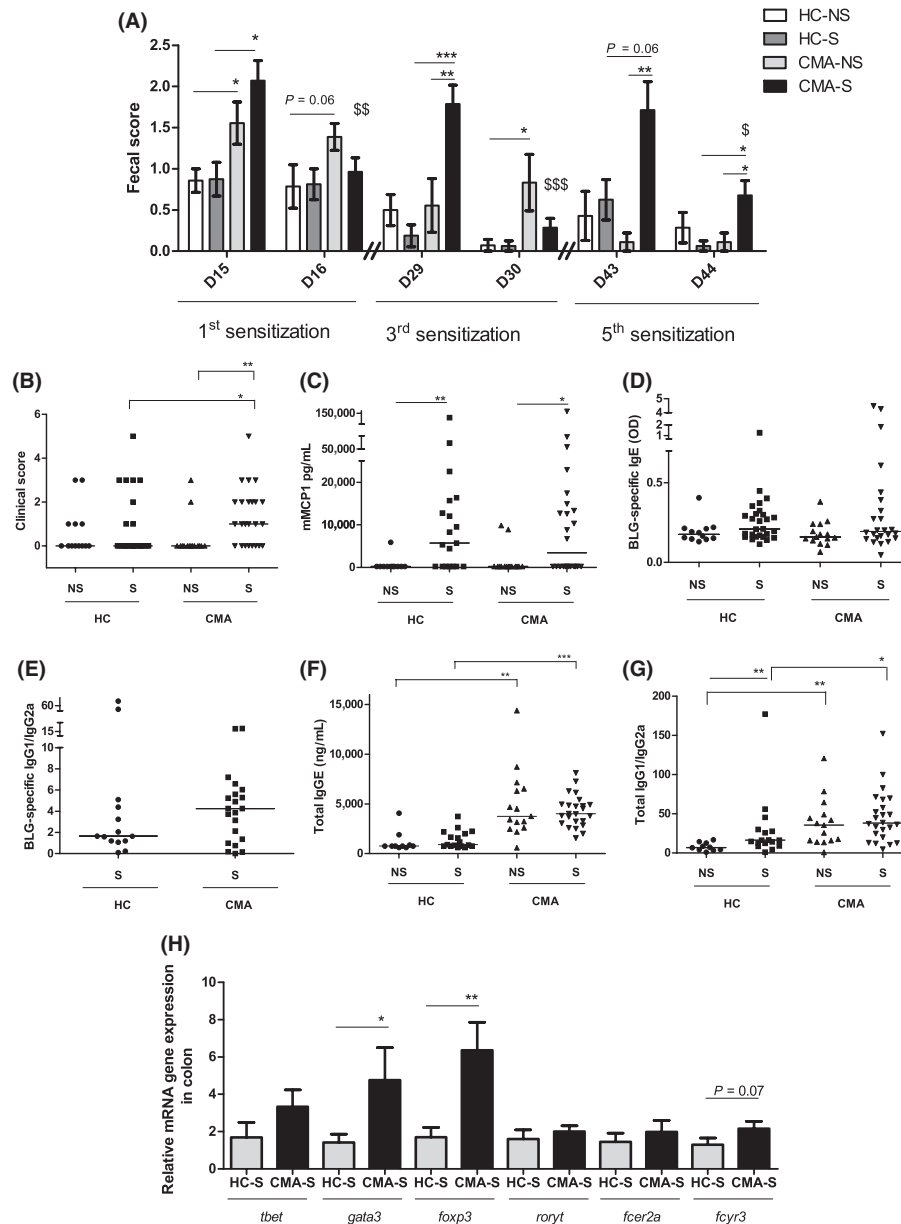 (A)
HC-NS
HC-S
CMA-NS
CMA-S
Fecal score
2.5
2.0
1.5
1.0
0.5
0.0
*
*
P = 0.06
$$
***
**
*
$$$
P = 0.06
**
$
*
*
D15
D16
D29
D30
D43
D44
1st sensitization
3rd sensitization
5th sensitization
(B)
Clinical score
6
4
2
0
**
*
NS
S
NS
S
HC
CMA
(C)
mMCP1 pg/mL
150,000
50,000
20,000
10,000
0
**
*
NS
S
NS
S
HC
CMA
(D)
BLG-specific IgE (OD)
5
4
2
1
0.5
0.0
NS
S
NS
S
HC
CMA
(E)
BLG-specific IgG1/IgG2a
60
15
10
8
6
4
2
0
S
S
HC
CMA
(F)
Total IgGE (ng/mL)
15,000
10,000
5,000
0
***
**
NS
S
NS
S
HC
CMA
(G)
Total IgG1/IgG2a
200
150
100
50
0
**
*
**
NS
S
NS
S
HC
CMA
(H)
Relative mRNA gene expression
in colon
10
8
6
4
2
0
*
**
P = 0.07
HC-S CMA-S HC-S CMA-S HC-S CMA-S HC-S CMA-S HC-S CMA-S HC-S CMA-S
tbet
gata3
foxp3
roryt
fcer2a
fcyr3